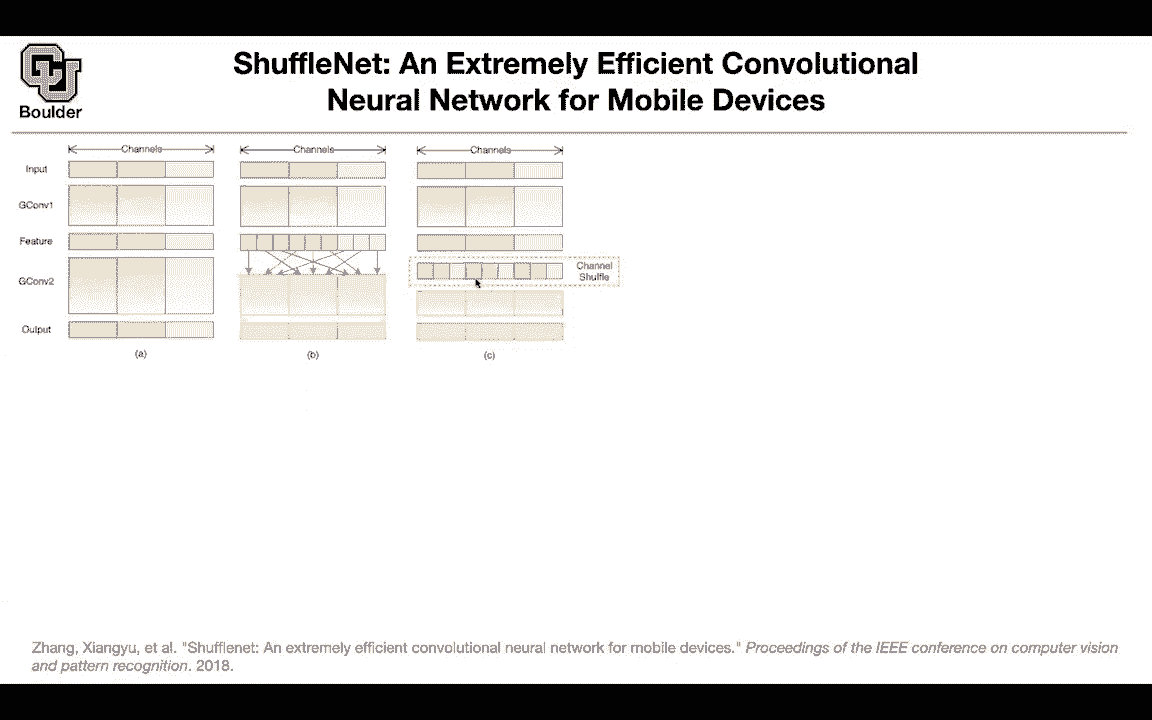 Boulder
ShuffleNet: An Extremely Efficient Convolutional
Neural Network for Mobile Devices
Channels
Channels
Channels
Input
GConv1
Feature
GConv2
Channel
Shuffle
Output
(a)
(b)
(c)
Zhang, Xiangyu, et al. "Shufflenet: An extremely efficient convolutional neural network for mobile devices." Proceedings of the IEEE conference on computer vision
and pattern recognition. 2018.